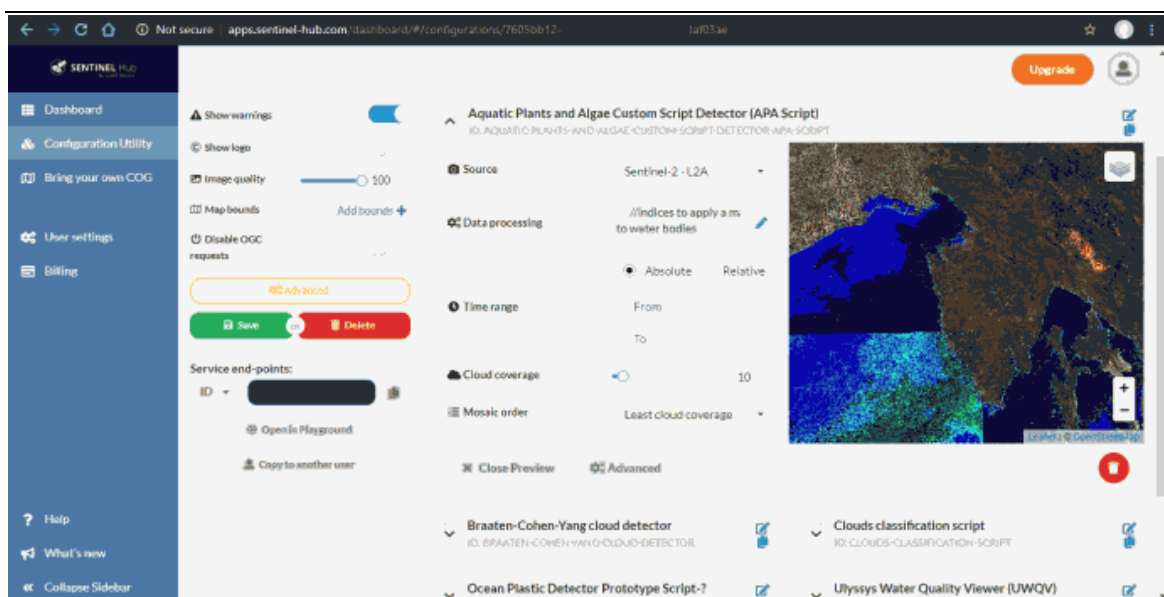 Not secure apps.sentinel-hub.com/dashboard/#/configurations/7605bb12- 1af03ae
SENTINEL Hub
Upgrade
Dashboard
Configuration Utility
Bring your own COG
User settings
Billing
Help
What's new
Collapse Sidebar
Show warnings
Show logo
Image quality 100
Map bounds Add bounds
Disable OGC
requests
Advanced
Save or Delete
Service end-points:
ID
Open in Playground
Copy to another user
Aquatic Plants and Algae Custom Script Detector (APA Script)
ID: AQUATIC-PLANTS-AND-ALGAE-CUSTOM-SCRIPT-DETECTOR-APA-SCRIPT
Source Sentinel-2 - L2A
Data processing //Indices to apply a m
to water bodies
Absolute Relative
Time range From
To
Cloud coverage 10
Mosaic order Least cloud coverage
Close Preview Advanced
+
−
Leaflet | © OpenStreetMap
Braaten-Cohen-Yang cloud detector
ID: BRAATEN-COHEN-YANG-CLOUD-DETECTOR
Clouds classification script
ID: CLOUDS-CLASSIFICATION-SCRIPT
Ocean Plastic Detector Prototype Script-?
Ulyssys Water Quality Viewer (UWQV)